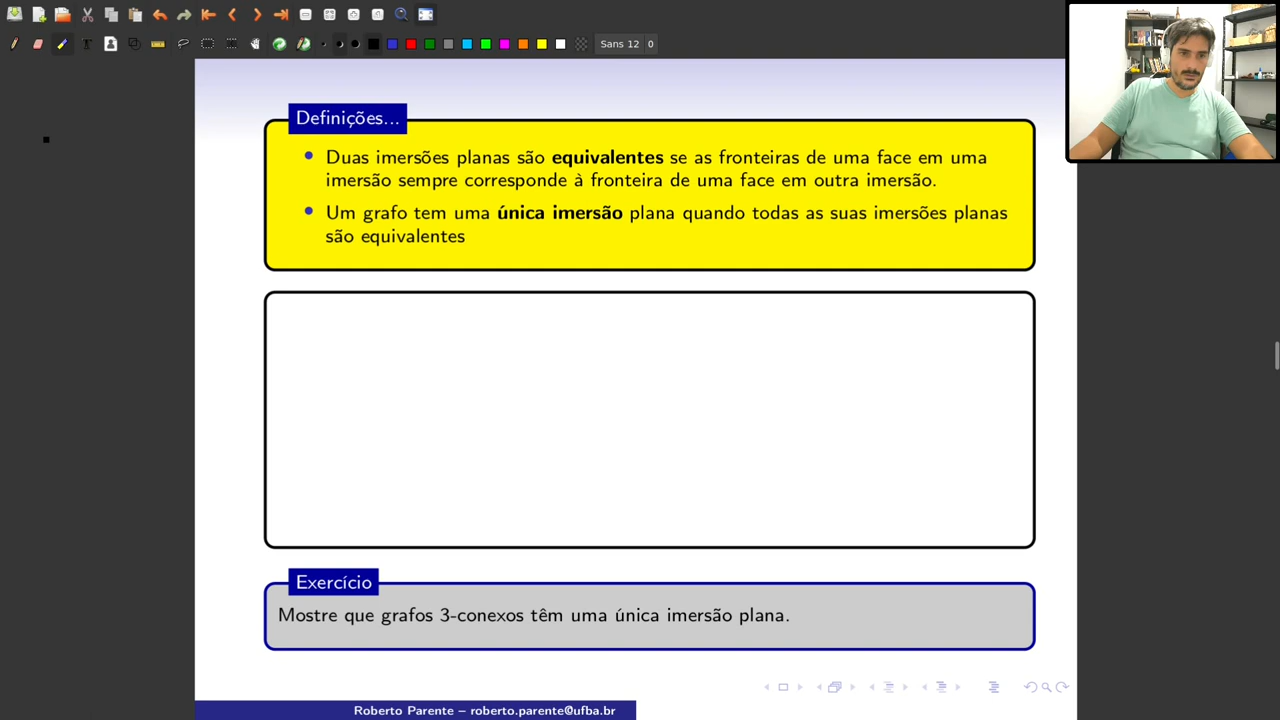 Sans 12 0
Definições...
• Duas imersões planas são equivalentes se as fronteiras de uma face em uma
imersão sempre corresponde à fronteira de uma face em outra imersão.
• Um grafo tem uma única imersão plana quando todas as suas imersões planas
são equivalentes
Exercício
Mostre que grafos 3-conexos têm uma única imersão plana.
Roberto Parente – roberto.parente@ufba.br